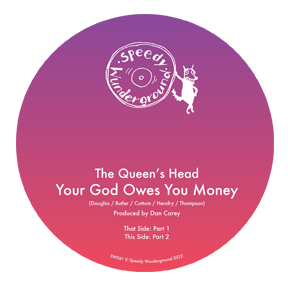 Speedy Wunderground
The Queen's Head
Your God Owes You Money
(Douglas / Butler / Cottom / Hendry / Thompson)
Produced by Dan Carey
That Side: Part 1
This Side: Part 2
SW041 © Speedy Wunderground 2022